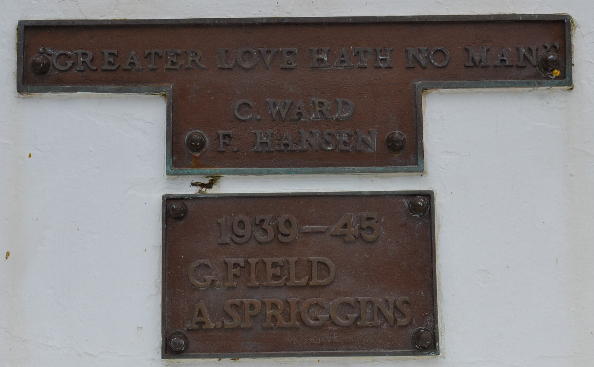 "GREATER LOVE HATH NO MAN"
C. WARD
F. HANSEN
1939-45
G. FIELD
A. SPRIGGINS